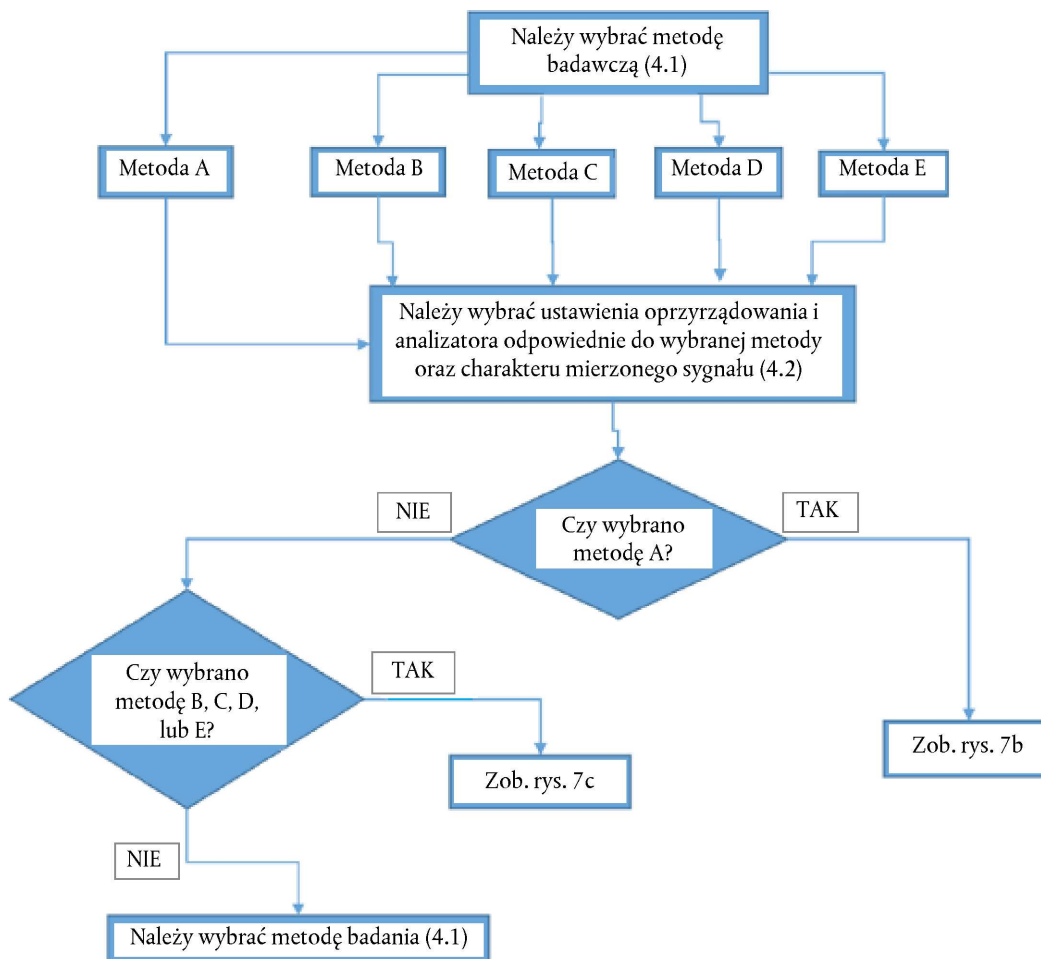 Należy wybrać metodę
badawczą (4.1)
Metoda A
Metoda B
Metoda C
Metoda D
Metoda E
Należy wybrać ustawienia oprzyrządowania i
analizatora odpowiednie do wybranej metody
oraz charakteru mierzonego sygnału (4.2)
NIE
Czy wybrano
metodę A?
TAK
Czy wybrano
metodę B, C, D,
lub E?
TAK
Zob. rys. 7c
Zob. rys. 7b
NIE
Należy wybrać metodę badania (4.1)